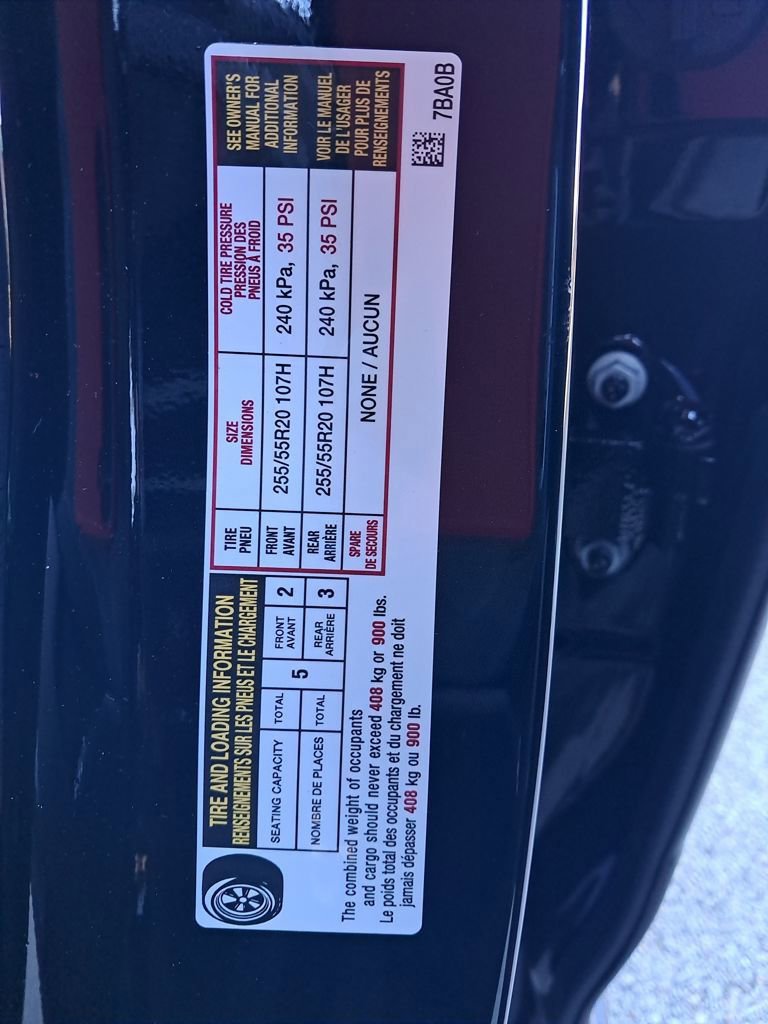 TIRE AND LOADING INFORMATION
RENSEIGNEMENTS SUR LES PNEUS ET LE CHARGEMENT
SEATING CAPACITY TOTAL 5 FRONT AVANT 2
NOMBRE DE PLACES TOTAL REAR ARRIÈRE 3
The combined weight of occupants
and cargo should never exceed 408 kg or 900 lbs.
Le poids total des occupants et du chargement ne doit
jamais dépasser 408 kg ou 900 lb.
TIRE
PNEU
SIZE
DIMENSIONS
COLD TIRE PRESSURE
PRESSION DES
PNEUS À FROID
FRONT
AVANT
255/55R20 107H
240 kPa, 35 PSI
REAR
ARRIÈRE
255/55R20 107H
240 kPa, 35 PSI
SPARE
DE SECOURS
NONE / AUCUN
SEE OWNER'S
MANUAL FOR
ADDITIONAL
INFORMATION
VOIR LE MANUEL
DE L'USAGER
POUR PLUS DE
RENSEIGNEMENTS
7BA0B